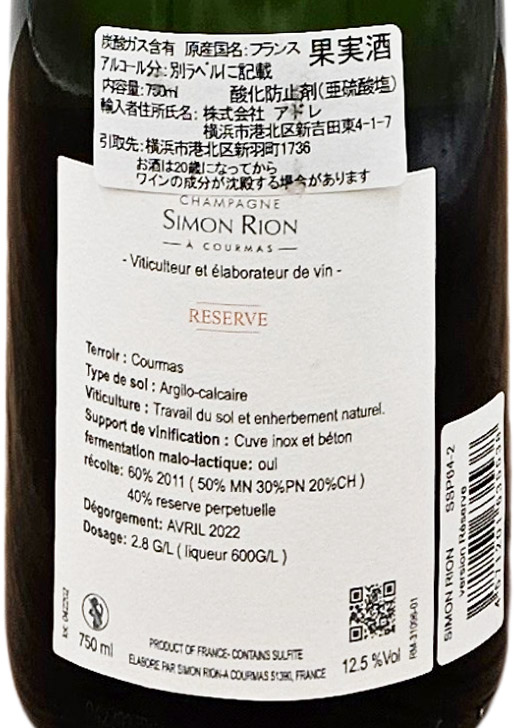 炭酸ガス含有 原産国名:フランス 果実酒
アルコール分:別ラベルに記載
内容量:750ml 酸化防止剤(亜硫酸塩)
輸入者住所氏名: 株式会社 アドレ
横浜市港北区新吉田東4-1-7
引取先:横浜市港北区新羽町1736
お酒は20歳になってから
ワインの成分が沈殿する場合があります
CHAMPAGNE
SIMON RION
À COURMAS
- Viticulteur et élaborateur de vin -
RESERVE
Terroir : Courmas
Type de sol : Argilo-calcaire
Viticulture : Travail du sol et enherbement naturel.
Support de vinification : Cuve inox et béton
fermentation malo-lactique: oui
récolte: 60% 2011 ( 50% MN 30%PN 20%CH )
40% reserve perpetuelle
Dégorgement: AVRIL 2022
Dosage: 2.8 G/L ( liqueur 600G/L )
750 ml
PRODUCT OF FRANCE- CONTAINS SULFITE
ELABORE PAR SIMON RION-A COURMAS 51390, FRANCE
12.5 %Vol
RM-31096-01
SIMON RION SSP04-2
version Réserve